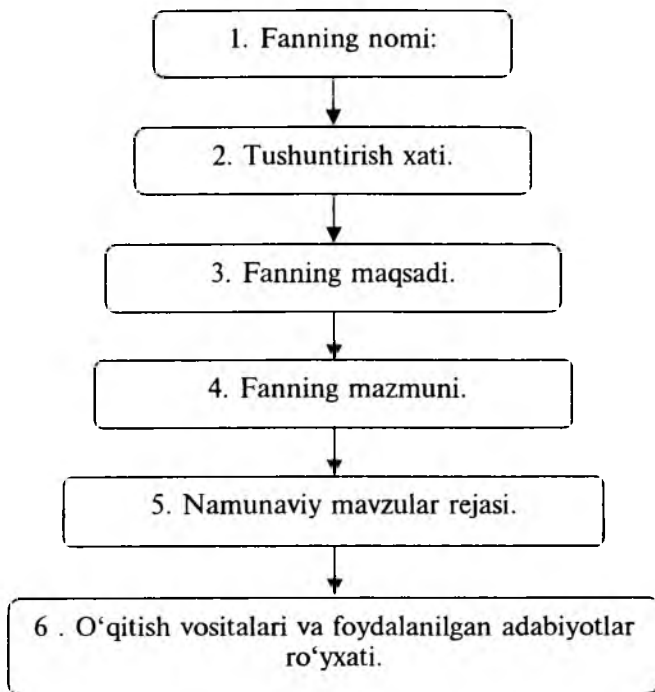 1. Fanning nomi:
2. Tushuntirish xati.
3. Fanning maqsadi.
4. Fanning mazmuni.
5. Namunaviy mavzular rejasi.
6 . O‘qitish vositalari va foydalanilgan adabiyotlar
ro‘yxati.